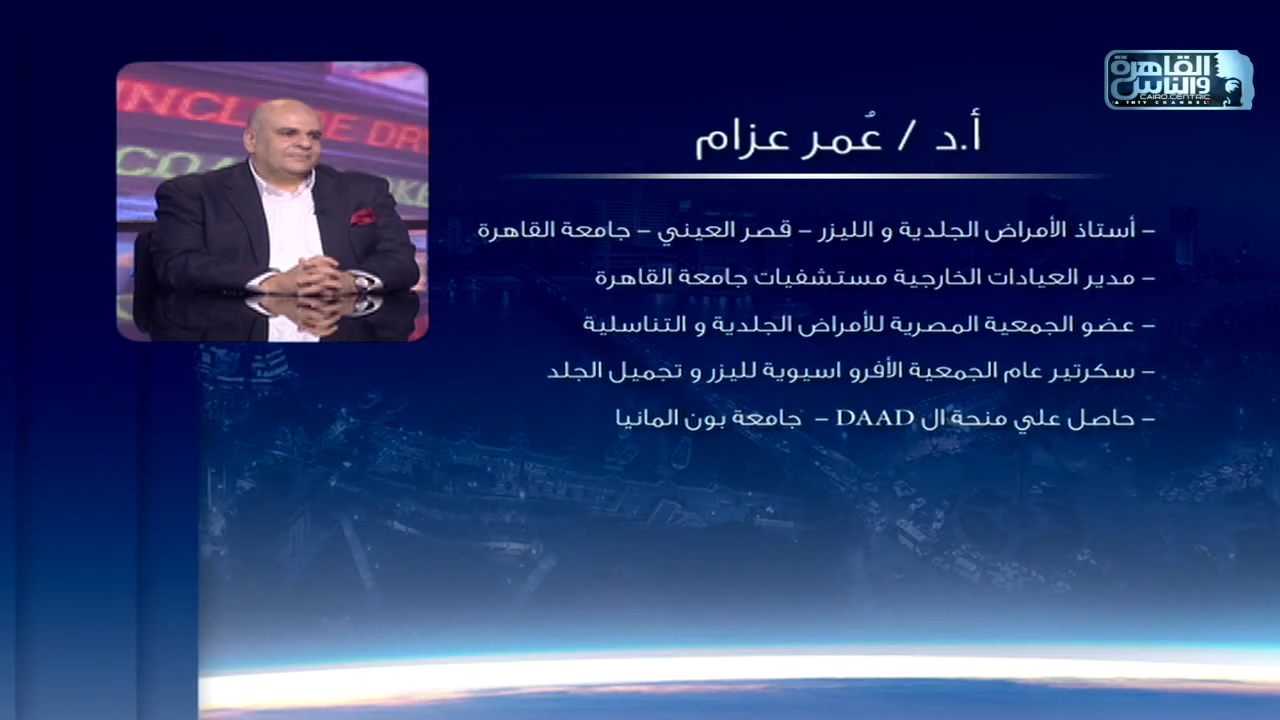 القاهرة
والناس
CAIRO.CENTRIC
A TNTV CHANNEL
أ.د / عُمر عزام
- أستاذ الأمراض الجلدية و الليزر - قصر العيني - جامعة القاهرة
- مدير العيادات الخارجية مستشفيات جامعة القاهرة
- عضو الجمعية المصرية للأمراض الجلدية و التناسلية
- سكرتير عام الجمعية الأفرو اسيوية لليزر و تجميل الجلد
- حاصل علي منحة ال DAAD - جامعة بون المانيا